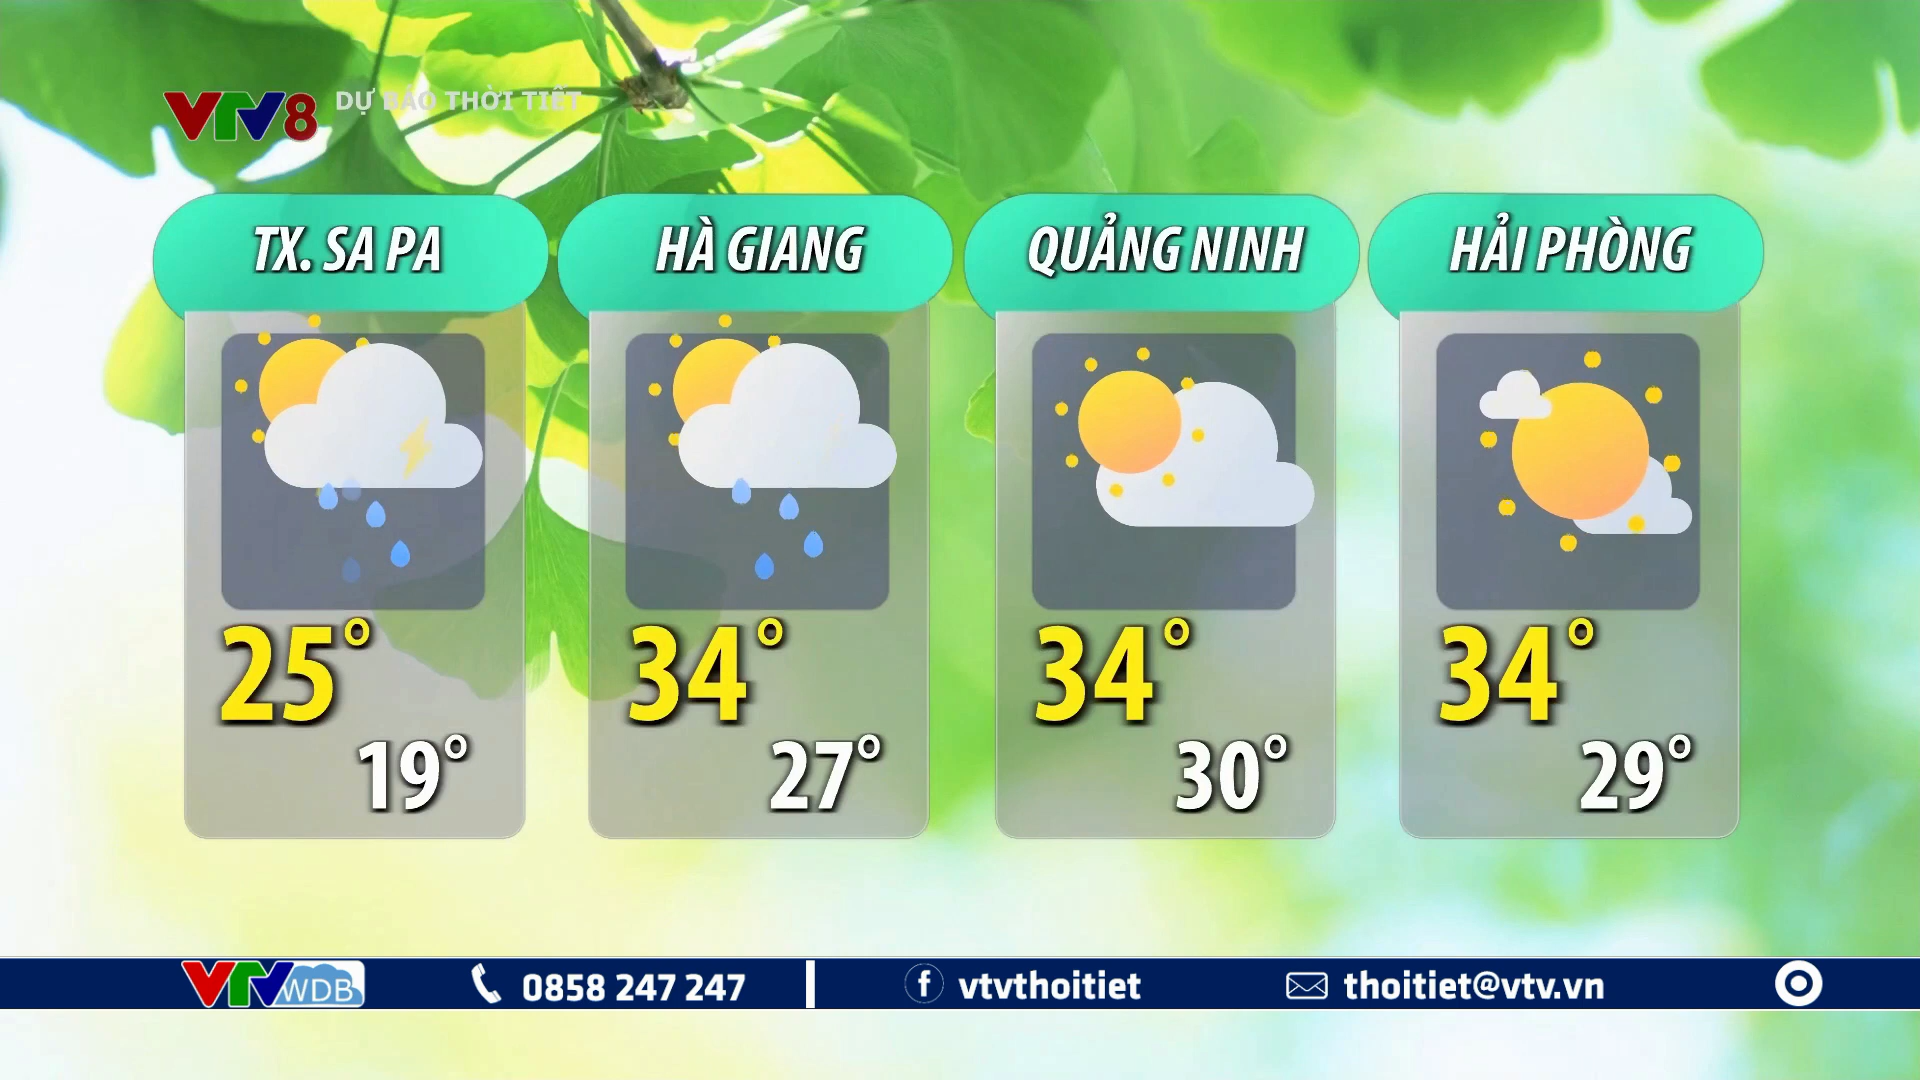 VTV8 DỰ BÁO THỜI TIẾT
TX. SA PA
25°
19°
HÀ GIANG
34°
27°
QUẢNG NINH
34°
30°
HẢI PHÒNG
34°
29°
VTV WDB 0858 247 247 vtvthoitiet thoitiet@vtv.vn